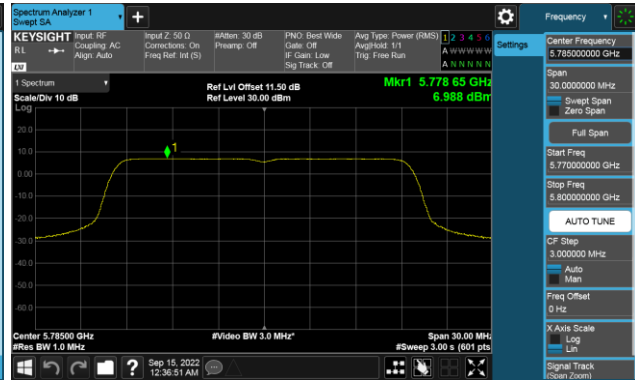 Spectrum Analyzer 1
Swept SA
Frequency
KEYSIGHT
Input: RF
Coupling: AC
Align: Auto
Input Z: 50 Ω
Corrections: On
Freq Ref: Int (S)
#Atten: 30 dB
Preamp: Off
PNO: Best Wide
Gate: Off
IF Gain: Low
Sig Track: Off
Avg Type: Power (RMS)
Avg|Hold: 1/1
Trig: Free Run
1 2 3 4 5 6
A W W W W W
A N N N N N
RL
LXI
1 Spectrum
Scale/Div 10 dB
Log
Ref Lvl Offset 11.50 dB
Ref Level 30.00 dBm
Mkr1 5.778 65 GHz
6.988 dBm
1
20.0
10.0
0.00
-10.0
-20.0
-30.0
-40.0
-50.0
-60.0
Center 5.78500 GHz
#Res BW 1.0 MHz
#Video BW 3.0 MHz*
Span 30.00 MHz
#Sweep 3.00 s (601 pts)
Sep 15, 2022
12:36:51 AM
Settings
Center Frequency
5.785000000 GHz
Span
30.0000000 MHz
Swept Span
Zero Span
Full Span
Start Freq
5.770000000 GHz
Stop Freq
5.800000000 GHz
AUTO TUNE
CF Step
3.000000 MHz
Auto
Man
Freq Offset
0 Hz
X Axis Scale
Log
Lin
Signal Track
(Span Zoom)